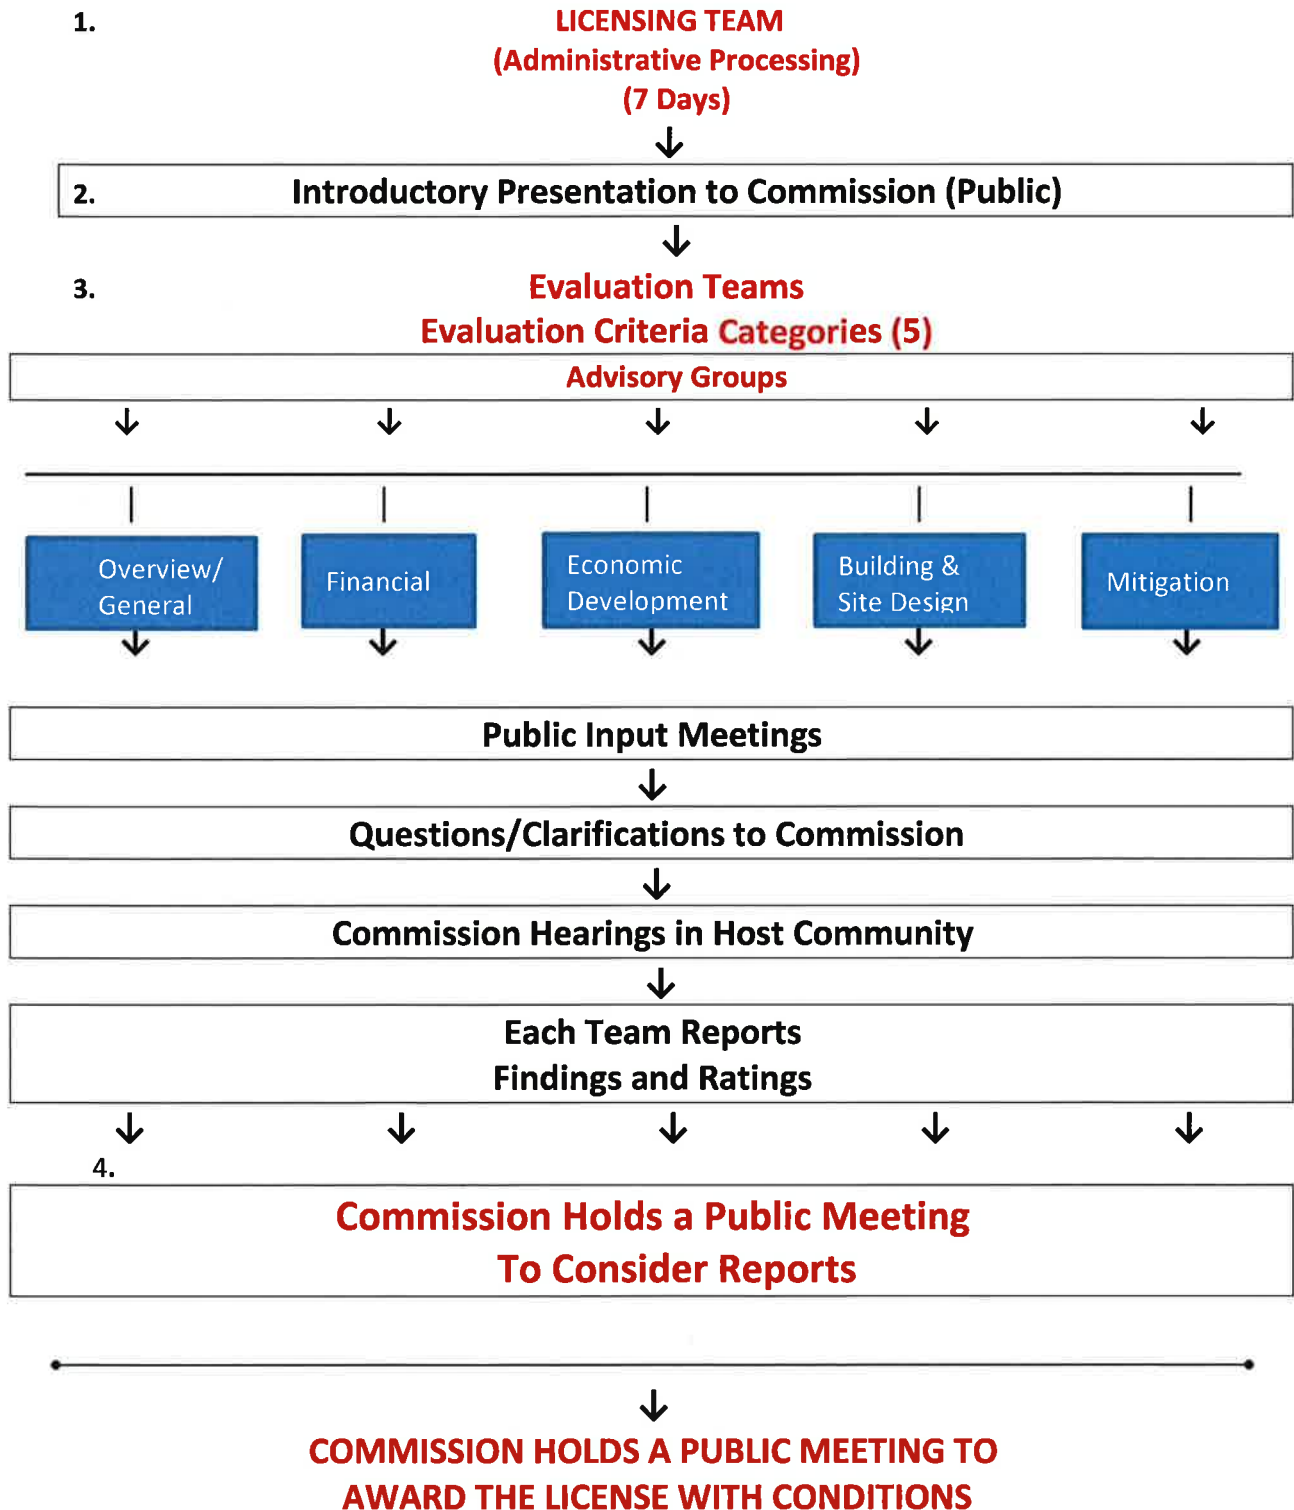 1.
LICENSING TEAM
(Administrative Processing)
(7 Days)
2.
Introductory Presentation to Commission (Public)
3.
Evaluation Teams
Evaluation Criteria Categories (5)
Advisory Groups
Overview/
General
Financial
Economic
Development
Building &
Site Design
Mitigation
Public Input Meetings
Questions/Clarifications to Commission
Commission Hearings in Host Community
Each Team Reports
Findings and Ratings
4.
Commission Holds a Public Meeting
To Consider Reports
COMMISSION HOLDS A PUBLIC MEETING TO
AWARD THE LICENSE WITH CONDITIONS